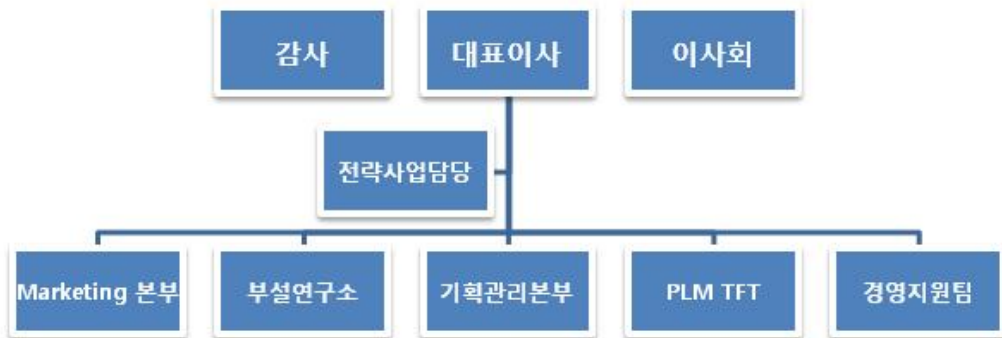 감사
대표이사
이사회
전략사업담당
Marketing 본부
부설연구소
기획관리본부
PLM TFT
경영지원팀